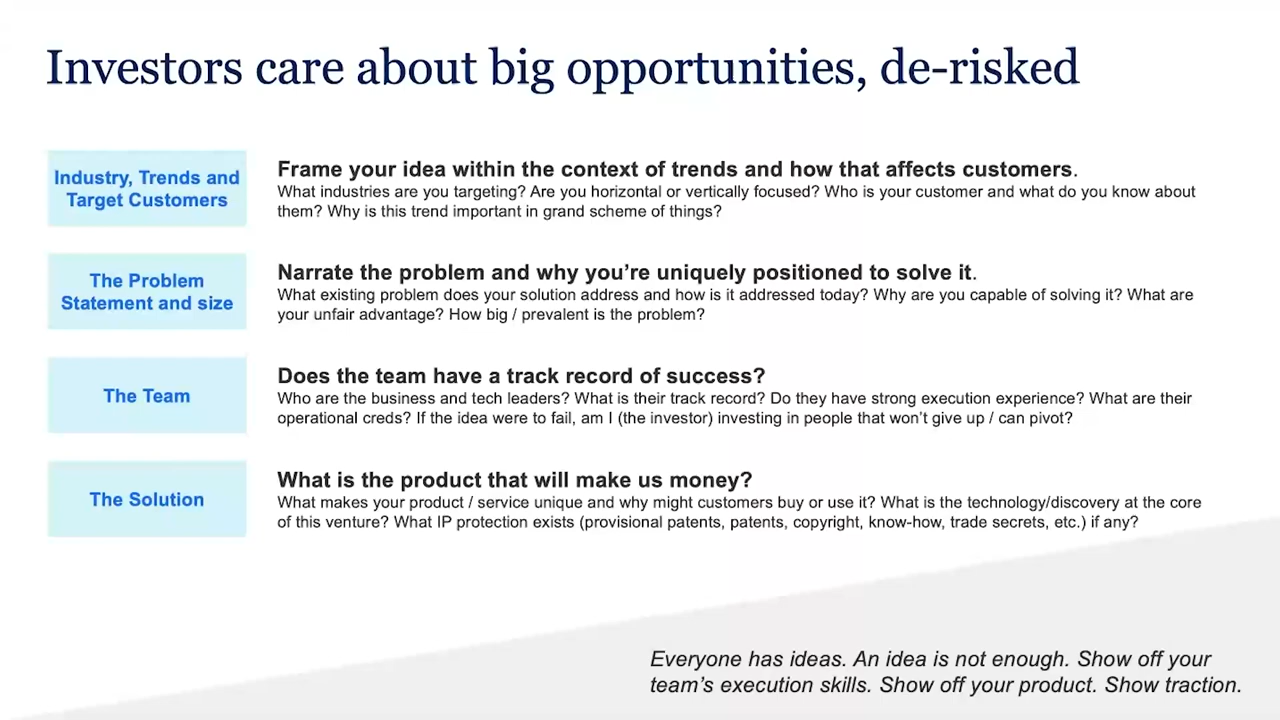 Investors care about big opportunities, de-risked
Industry, Trends and
Target Customers
Frame your idea within the context of trends and how that affects customers.
What industries are you targeting? Are you horizontal or vertically focused? Who is your customer and what do you know about
them? Why is this trend important in grand scheme of things?
The Problem
Statement and size
Narrate the problem and why you’re uniquely positioned to solve it.
What existing problem does your solution address and how is it addressed today? Why are you capable of solving it? What are
your unfair advantage? How big / prevalent is the problem?
The Team
Does the team have a track record of success?
Who are the business and tech leaders? What is their track record? Do they have strong execution experience? What are their
operational creds? If the idea were to fail, am I (the investor) investing in people that won’t give up / can pivot?
The Solution
What is the product that will make us money?
What makes your product / service unique and why might customers buy or use it? What is the technology/discovery at the core
of this venture? What IP protection exists (provisional patents, patents, copyright, know-how, trade secrets, etc.) if any?
Everyone has ideas. An idea is not enough. Show off your
team’s execution skills. Show off your product. Show traction.